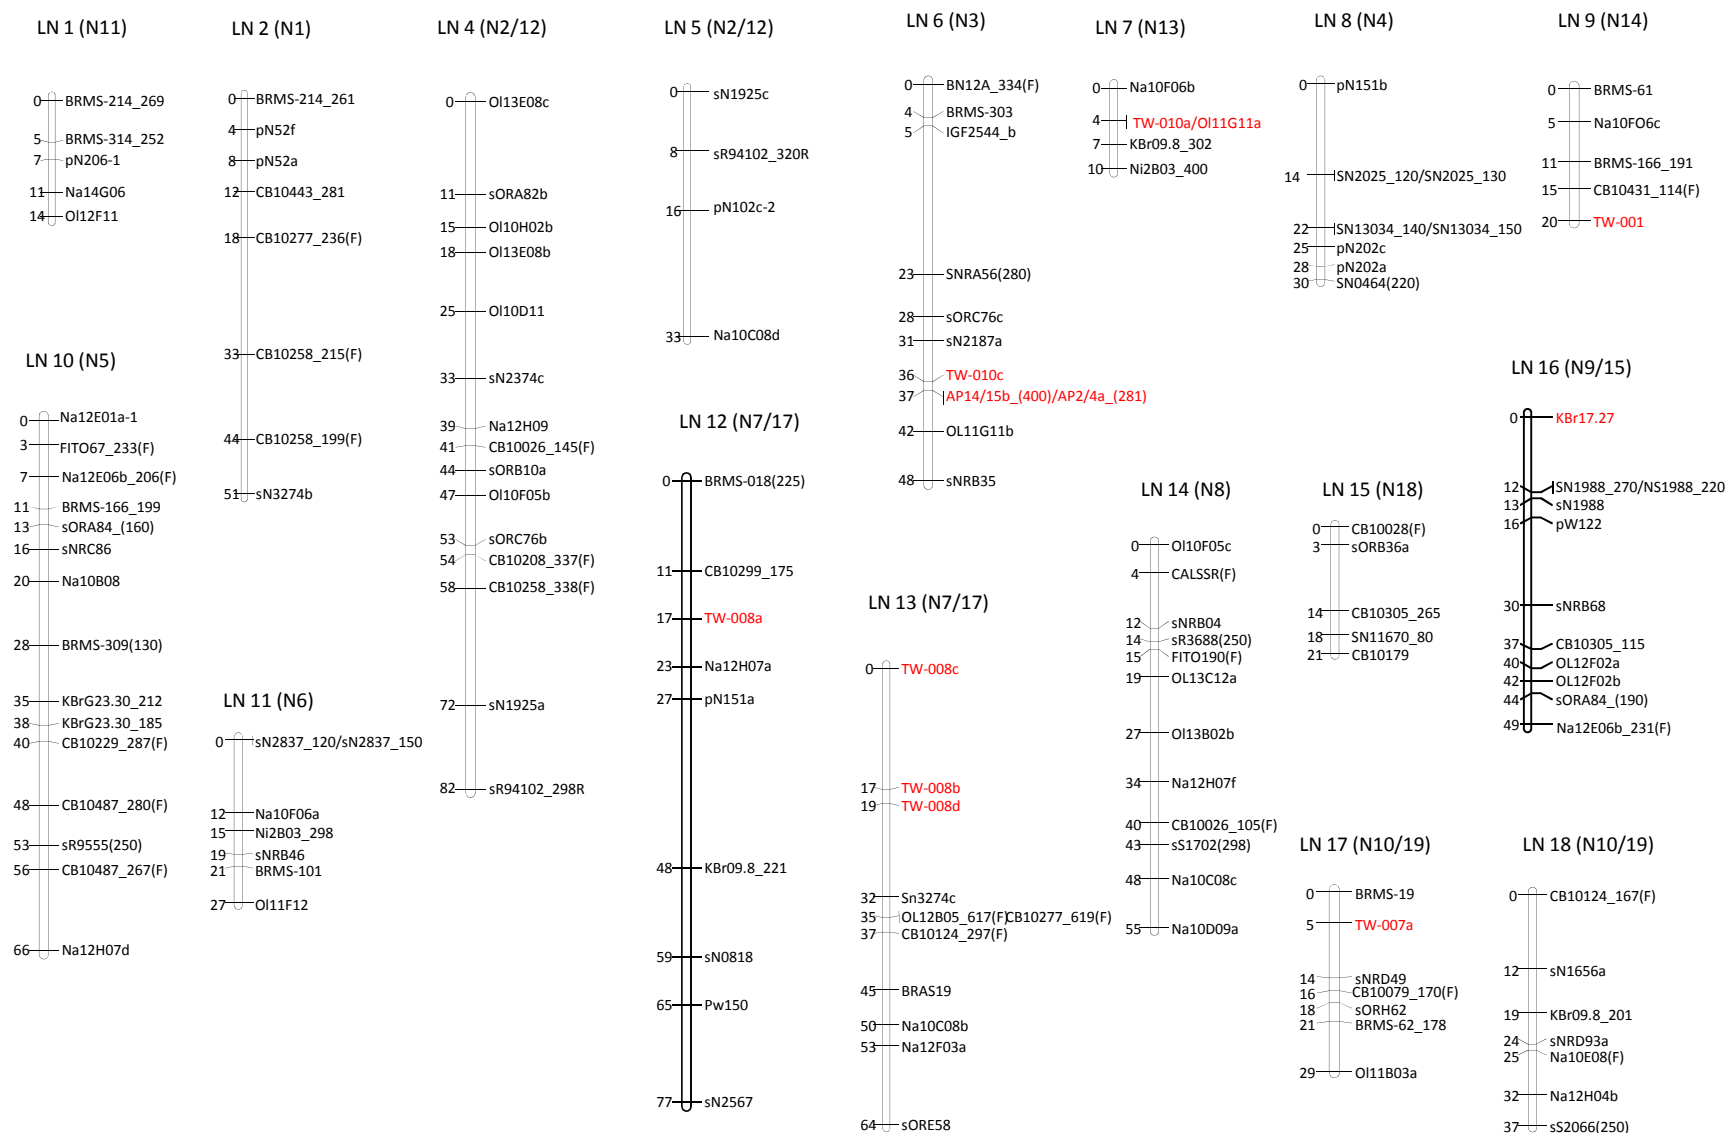 LN 1 (N11)
0 BRMS-214_269
5 BRMS-314_252
7 pN206-1
11 Na14G06
14 Ol12F11
LN 2 (N1)
0 BRMS-214_261
4 pN52f
8 pN52a
12 CB10443_281
18 CB10277_236(F)
33 CB10258_215(F)
44 CB10258_199(F)
51 sN3274b
LN 4 (N2/12)
0 Ol13E08c
11 sORA82b
15 Ol10H02b
18 Ol13E08b
25 Ol10D11
33 sN2374c
39 Na12H09
41 CB10026_145(F)
44 sORB10a
47 Ol10F05b
53 sORC76b
54 CB10208_337(F)
58 CB10258_338(F)
72 sN1925a
82 sR94102_298R
LN 5 (N2/12)
0 sN1925c
8 sR94102_320R
16 pN102c-2
33 Na10C08d
LN 6 (N3)
0 BN12A_334(F)
4 BRMS-303
5 IGF2544_b
23 SNRA56(280)
28 sORC76c
31 sN2187a
36 TW-010c
37 AP14/15b_(400)/AP2/4a_(281)
42 OL11G11b
48 sNRB35
LN 7 (N13)
0 Na10F06b
4 TW-010a/Ol11G11a
7 KBr09.8_302
10 Ni2B03_400
LN 8 (N4)
0 pN151b
14 SN2025_120/SN2025_130
22 SN13034_140/SN13034_150
25 pN202c
28 pN202a
30 SN0464(220)
LN 9 (N14)
0 BRMS-61
5 Na10FO6c
11 BRMS-166_191
15 CB10431_114(F)
20 TW-001
LN 10 (N5)
0 Na12E01a-1
3 FITO67_233(F)
7 Na12E06b_206(F)
11 BRMS-166_199
13 sORA84_(160)
16 sNRC86
20 Na10B08
28 BRMS-309(130)
35 KBrG23.30_212
38 KBrG23.30_185
40 CB10229_287(F)
48 CB10487_280(F)
53 sR9555(250)
56 CB10487_267(F)
66 Na12H07d
LN 11 (N6)
0 sN2837_120/sN2837_150
12 Na10F06a
15 Ni2B03_298
19 sNRB46
21 BRMS-101
27 Ol11F12
LN 12 (N7/17)
0 BRMS-018(225)
11 CB10299_175
17 TW-008a
23 Na12H07a
27 pN151a
48 KBr09.8_221
59 sN0818
65 Pw150
77 sN2567
LN 13 (N7/17)
0 TW-008c
17 TW-008b
19 TW-008d
32 Sn3274c
35 OL12B05_617(F)CB10277_619(F)
37 CB10124_297(F)
45 BRAS19
50 Na10C08b
53 Na12F03a
64 sORE58
LN 14 (N8)
0 Ol10F05c
4 CALSSR(F)
12 sNRB04
14 sR3688(250)
15 FITO190(F)
19 OL13C12a
27 Ol13B02b
34 Na12H07f
40 CB10026_105(F)
43 sS1702(298)
48 Na10C08c
55 Na10D09a
LN 15 (N18)
0 CB10028(F)
3 sORB36a
14 CB10305_265
18 SN11670_80
21 CB10179
LN 16 (N9/15)
0 KBr17.27
12 SN1988_270/NS1988_220
13 sN1988
16 pW122
30 sNRB68
37 CB10305_115
40 OL12F02a
42 OL12F02b
44 sORA84_(190)
49 Na12E06b_231(F)
LN 17 (N10/19)
0 BRMS-19
5 TW-007a
14 sNRD49
16 CB10079_170(F)
18 sORH62
21 BRMS-62_178
29 Ol11B03a
LN 18 (N10/19)
0 CB10124_167(F)
12 sN1656a
19 KBr09.8_201
24 sNRD93a
25 Na10E08(F)
32 Na12H04b
37 sS2066(250)